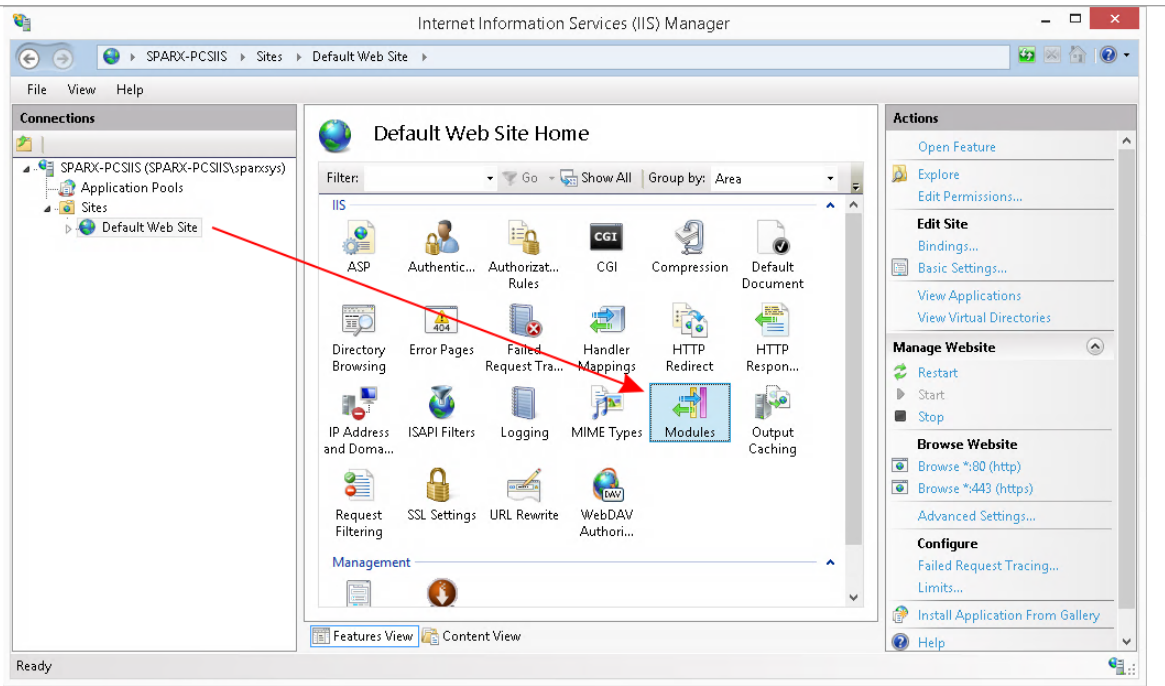 Internet Information Services (IIS) Manager
SPARX-PCSIIS Sites Default Web Site
File View Help
Connections
SPARX-PCSIIS (SPARX-PCSIIS\sparxsys)
Application Pools
Sites
Default Web Site
Default Web Site Home
Filter: Go Show All Group by: Area
IIS
ASP Authentic... Authorizat... CGI Compression Default
Rules Document
404
Directory Error Pages Failed Handler HTTP HTTP
Browsing Request Tra... Mappings Redirect Respon...
IP Address ISAPI Filters Logging MIME Types Modules Output
and Doma... Caching
DAV
Request SSL Settings URL Rewrite WebDAV
Filtering Authori...
Management
Features View Content View
Actions
Open Feature
Explore
Edit Permissions...
Edit Site
Bindings...
Basic Settings...
View Applications
View Virtual Directories
Manage Website
Restart
Start
Stop
Browse Website
Browse *:80 (http)
Browse *:443 (https)
Advanced Settings...
Configure
Failed Request Tracing...
Limits...
Install Application From Gallery
Help
Ready